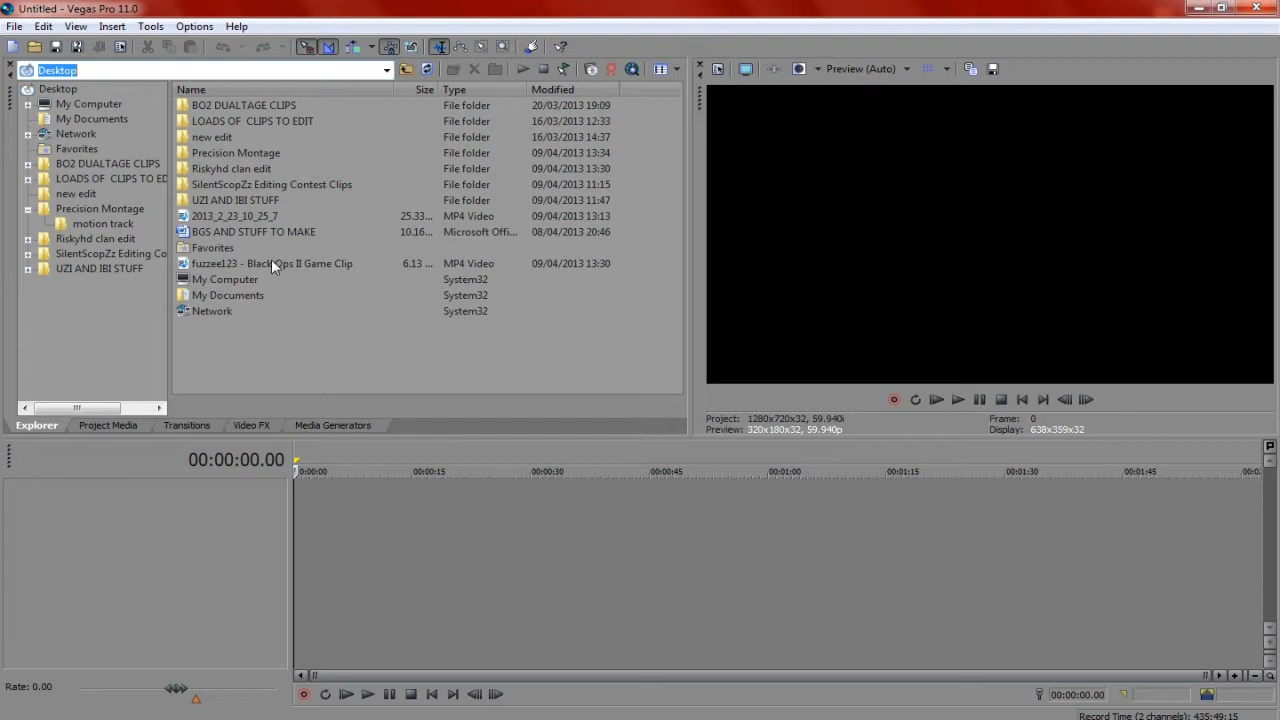 Untitled - Vegas Pro 11.0
File Edit View Insert Tools Options Help
Desktop
Preview (Auto)
Desktop
My Computer
My Documents
Network
Favorites
BO2 DUALTAGE CLIPS
LOADS OF CLIPS TO ED
new edit
Precision Montage
motion track
Riskyhd clan edit
SilentScopZz Editing Co
UZI AND IBI STUFF
Name Size Type Modified
BO2 DUALTAGE CLIPS File folder 20/03/2013 19:09
LOADS OF CLIPS TO EDIT File folder 16/03/2013 12:33
new edit File folder 16/03/2013 14:37
Precision Montage File folder 09/04/2013 13:34
Riskyhd clan edit File folder 09/04/2013 13:30
SilentScopZz Editing Contest Clips File folder 09/04/2013 11:15
UZI AND IBI STUFF File folder 09/04/2013 11:47
2013_2_23_10_25_7 25.33... MP4 Video 09/04/2013 13:13
BGS AND STUFF TO MAKE 10.16... Microsoft Offi... 08/04/2013 20:46
Favorites
fuzzee123 - Black Ops II Game Clip 6.13 ... MP4 Video 09/04/2013 13:30
My Computer System32
My Documents System32
Network System32
Explorer Project Media Transitions Video FX Media Generators
Project: 1280x720x32, 59.940i Frame: 0
Preview: 320x180x32, 59.940p Display: 638x359x32
00:00:00.00
0:00:00 00:00:15 00:00:30 00:00:45 00:01:00 00:01:15 00:01:30 00:01:45 00:0
Rate: 0.00
00:00:00.00
Record Time (2 channels): 435:49:15